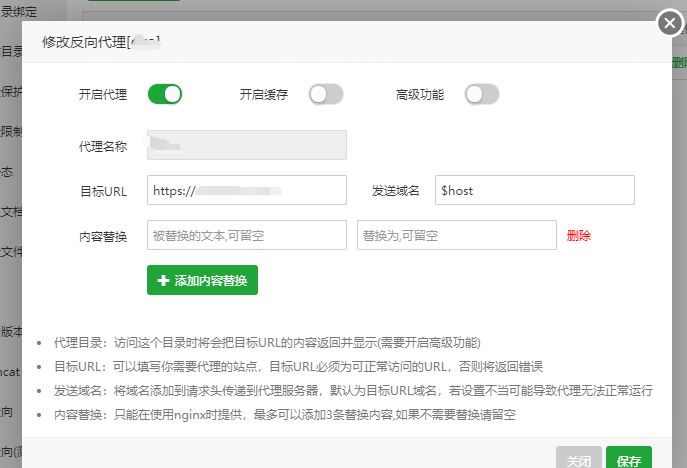 录绑定
修改反向代理[
目录
删除
开启代理
开启缓存
高级功能
保护
限制
代理名称
态
目标URL
https://
发送域名
$host
文档
内容替换
被替换的文本,可留空
替换为,可留空
删除
文件
添加内容替换
版本
代理目录：访问这个目录时将会把目标URL的内容返回并显示(需要开启高级功能)
目标URL：可以填写你需要代理的站点，目标URL必须为可正常访问的URL，否则将返回错误
ncat
发送域名：将域名添加到请求头传递到代理服务器，默认为目标URL域名，若设置不当可能导致代理无法正常运行
向
内容替换：只能在使用nginx时提供，最多可以添加3条替换内容,如果不需要替换请留空
向(测
关闭
保存